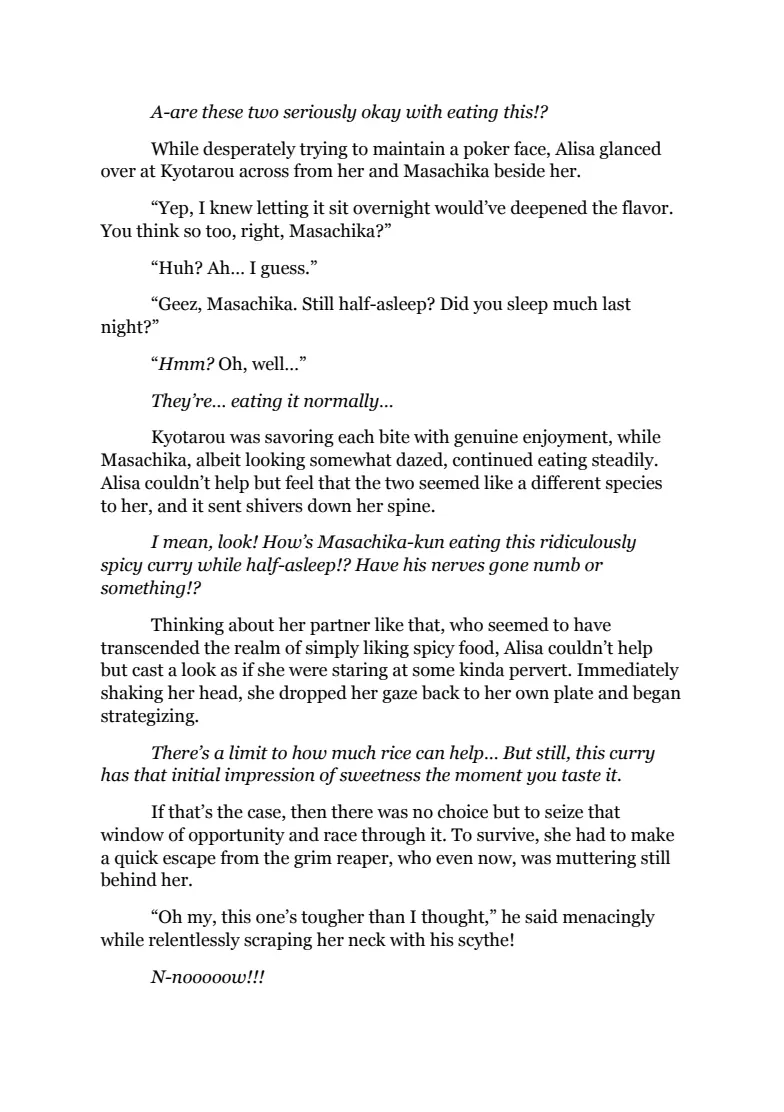 A-are these two seriously okay with eating this!?
While desperately trying to maintain a poker face, Alisa glanced
over at Kyotarou across from her and Masachika beside her.
“Yep, I knew letting it sit overnight would’ve deepened the flavor.
You think so too, right, Masachika?”
“Huh? Ah... I guess.”
“Geez, Masachika. Still half-asleep? Did you sleep much last
night?”
“Hmm? Oh, well...”
They’re... eating it normally...
Kyotarou was savoring each bite with genuine enjoyment, while
Masachika, albeit looking somewhat dazed, continued eating steadily.
Alisa couldn’t help but feel that the two seemed like a different species
to her, and it sent shivers down her spine.
I mean, look! How’s Masachika-kun eating this ridiculously
spicy curry while half-asleep!? Have his nerves gone numb or
something!?
Thinking about her partner like that, who seemed to have
transcended the realm of simply liking spicy food, Alisa couldn’t help
but cast a look as if she were staring at some kinda pervert. Immediately
shaking her head, she dropped her gaze back to her own plate and began
strategizing.
There’s a limit to how much rice can help... But still, this curry
has that initial impression of sweetness the moment you taste it.
If that’s the case, then there was no choice but to seize that
window of opportunity and race through it. To survive, she had to make
a quick escape from the grim reaper, who even now, was muttering still
behind her.
“Oh my, this one’s tougher than I thought,” he said menacingly
while relentlessly scraping her neck with his scythe!
N-nooooow!!!